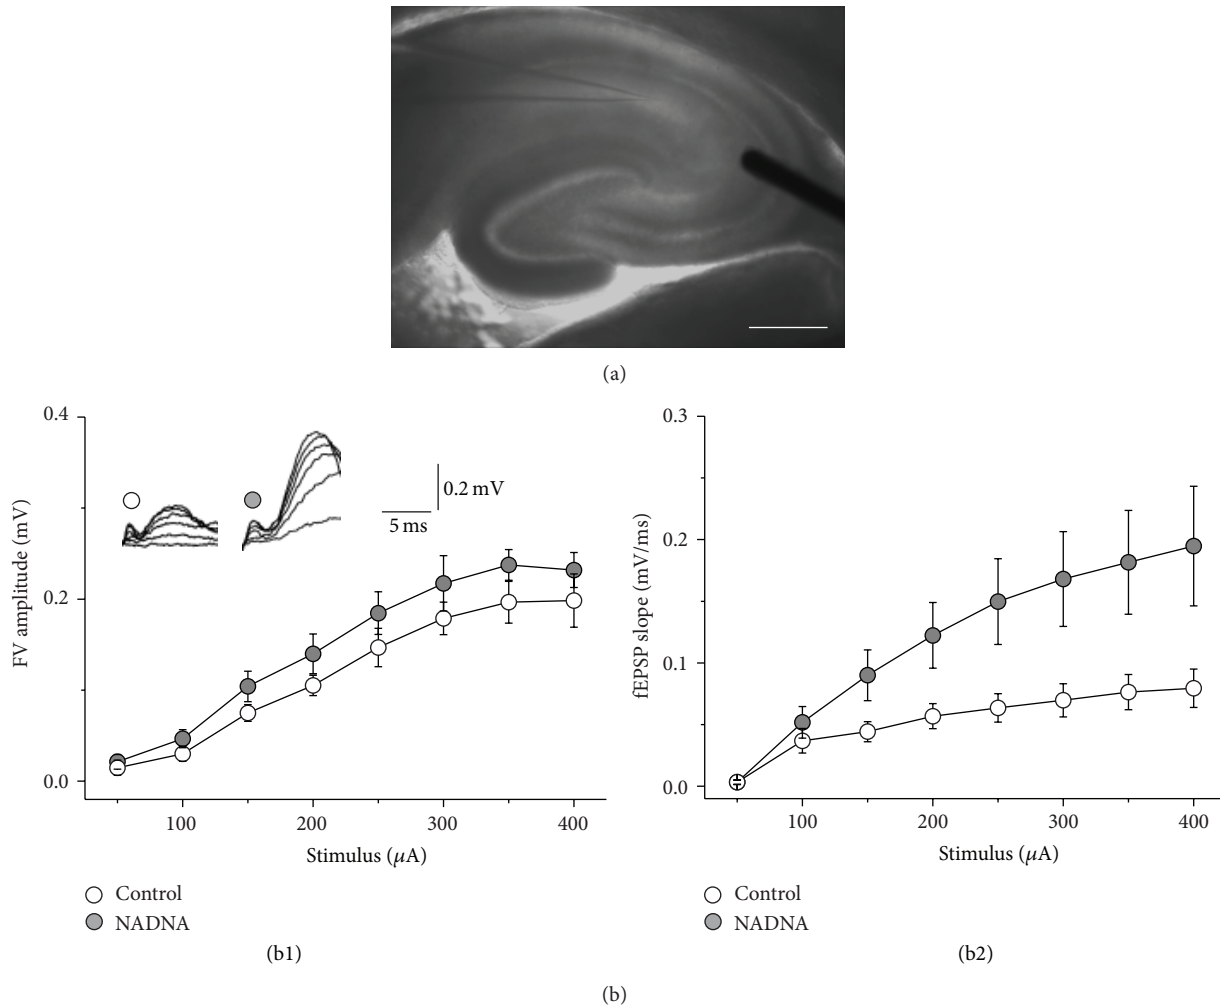 (a)
0.4
0.2
0.0
FV amplitude (mV)
0.2 mV
5 ms
100
200
300
400
Stimulus (μA)
Control
NADNA
(b1)
0.3
0.2
0.1
0.0
fEPSP slope (mV/ms)
100
200
300
400
Stimulus (μA)
Control
NADNA
(b2)
(b)